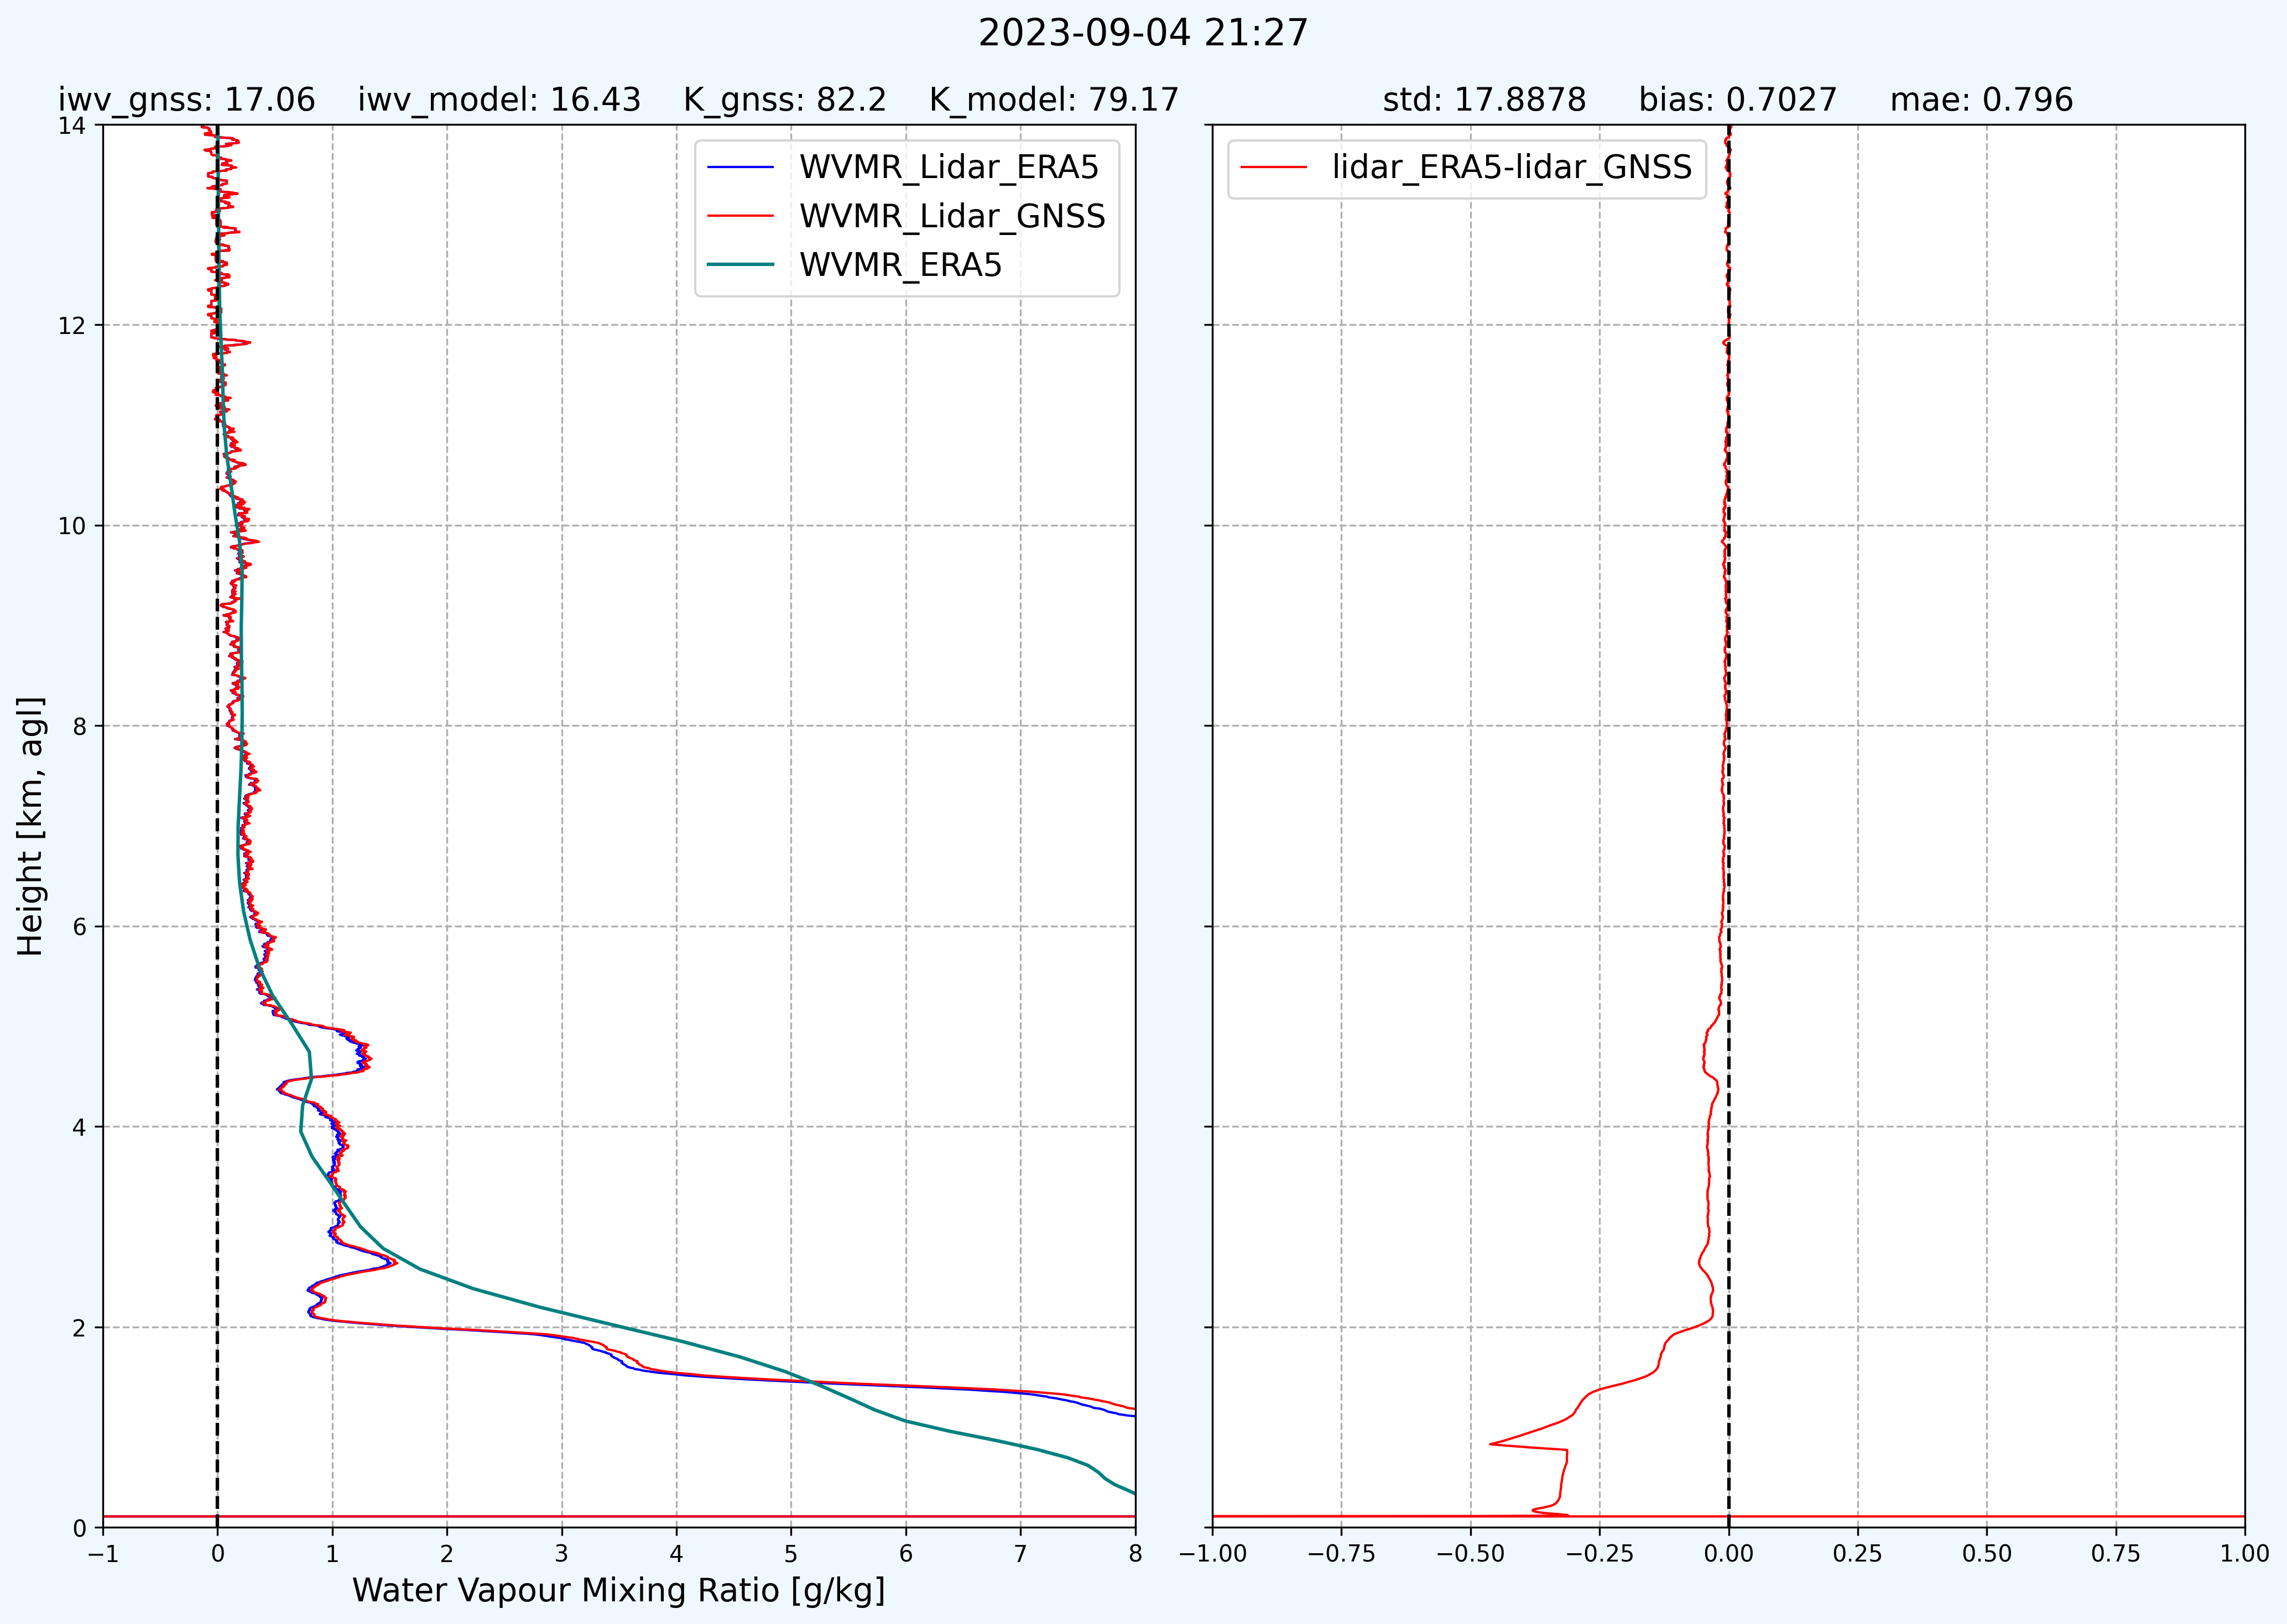 2023-09-04 21:27
iwv_gnss: 17.06 iwv_model: 16.43 K_gnss: 82.2 K_model: 79.17
std: 17.8878 bias: 0.7027 mae: 0.796
WVMR_Lidar_ERA5
WVMR_Lidar_GNSS
WVMR_ERA5
lidar_ERA5-lidar_GNSS
Height [km, agl]
14
12
10
8
6
4
2
0
−1 0 1 2 3 4 5 6 7 8
−1.00 −0.75 −0.50 −0.25 0.00 0.25 0.50 0.75 1.00
Water Vapour Mixing Ratio [g/kg]